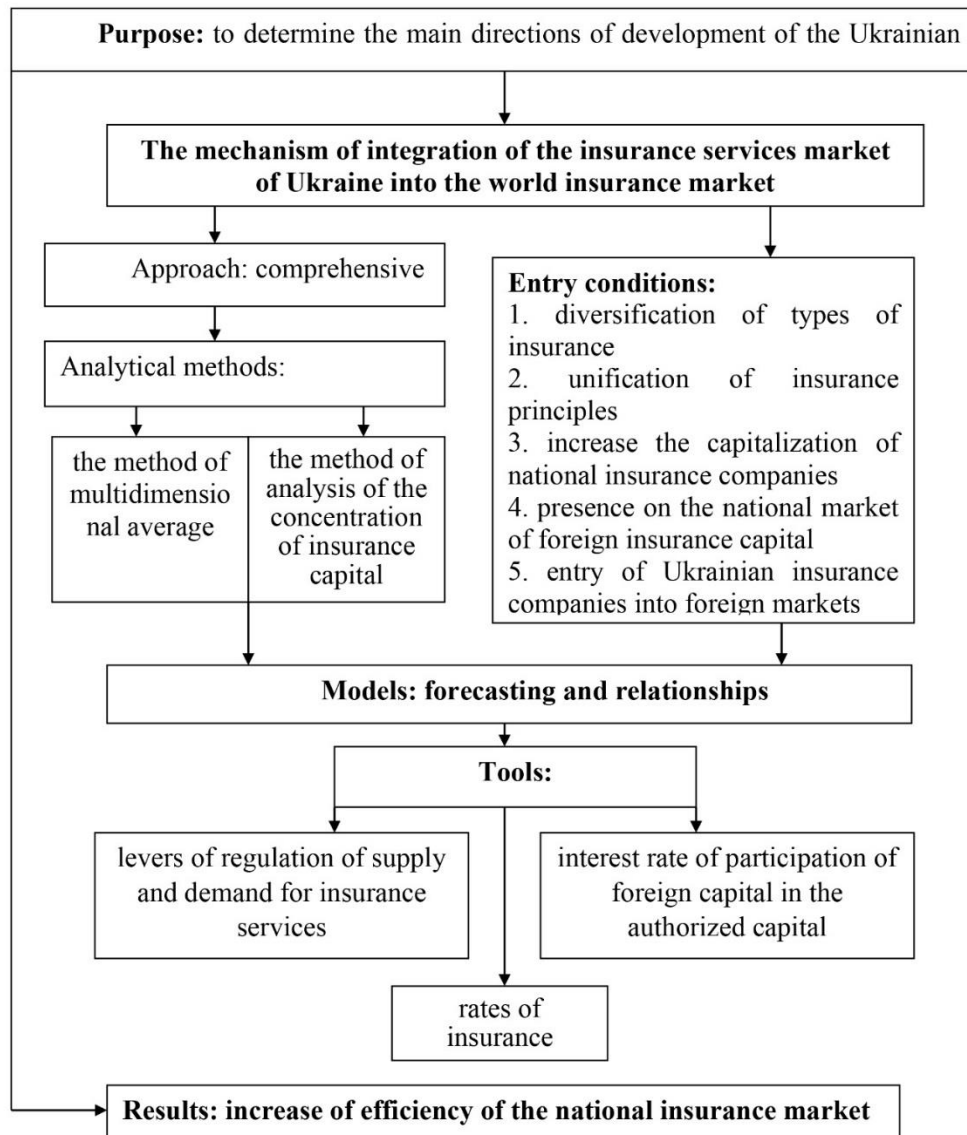 Purpose: to determine the main directions of development of the Ukrainian
The mechanism of integration of the insurance services market
of Ukraine into the world insurance market
Approach: comprehensive
Analytical methods:
the method of
multidimensio
nal average
the method of
analysis of the
concentration
of insurance
capital
Entry conditions:
1. diversification of types of
insurance
2. unification of insurance
principles
3. increase the capitalization of
national insurance companies
4. presence on the national market
of foreign insurance capital
5. entry of Ukrainian insurance
companies into foreign markets
Models: forecasting and relationships
Tools:
levers of regulation of supply
and demand for insurance
services
interest rate of participation of
foreign capital in the
authorized capital
rates of
insurance
Results: increase of efficiency of the national insurance market